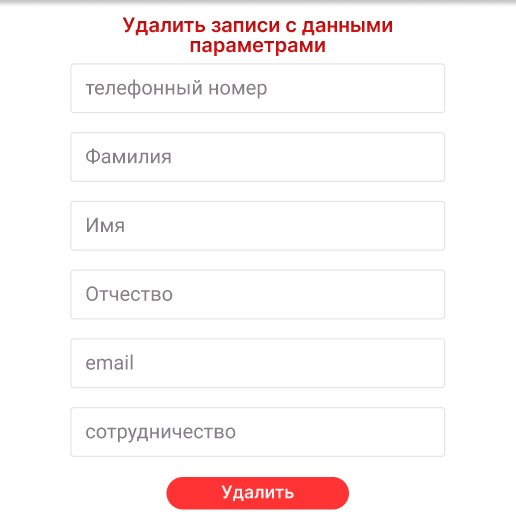 Удалить записи с данными
параметрами
телефонный номер
Фамилия
Имя
Отчество
email
сотрудничество
Удалить